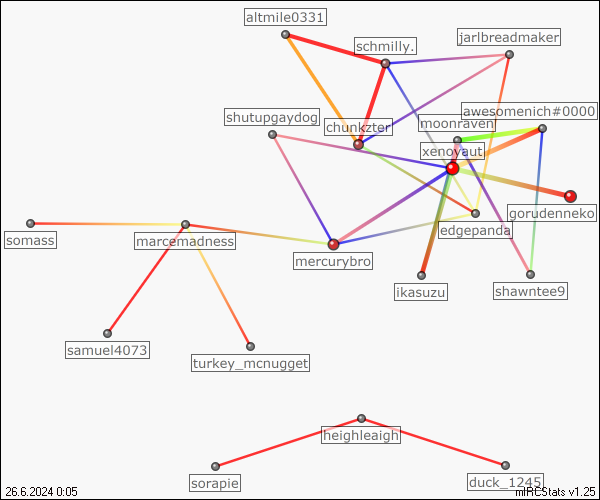 altmile0331
schmilly.
jarlbreadmaker
shutupgaydog
chunkzter
moonraven
awesomenich#0000
xenoyaut
gorudenneko
edgepanda
somass
marcemadness
mercurybro
ikasuzu
shawntee9
samuel4073
turkey_mcnugget
heighleaigh
sorapie
duck_1245
26.6.2024 0:05
mIRCStats v1.25